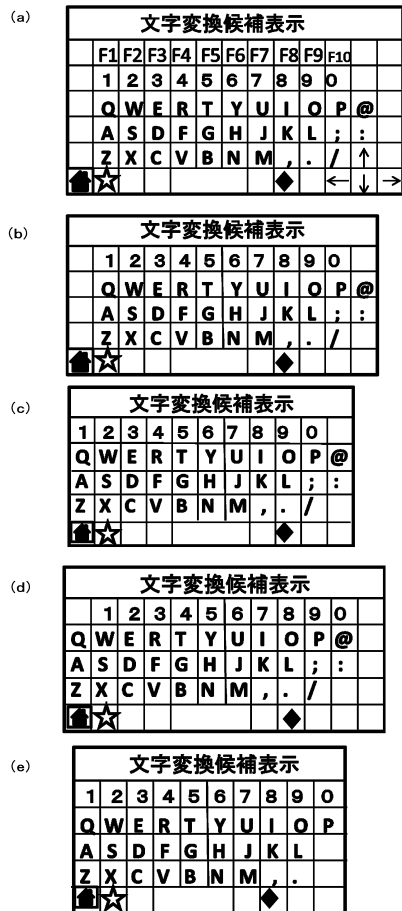 (a)
文字変換候補表示
F1 F2 F3 F4 F5 F6 F7 F8 F9 F10
1 2 3 4 5 6 7 8 9 0
Q W E R T Y U I O P @
A S D F G H J K L ; :
Z X C V B N M , . / ↑
☆ ◆ ← ↓ →
(b)
文字変換候補表示
1 2 3 4 5 6 7 8 9 0
Q W E R T Y U I O P @
A S D F G H J K L ; :
Z X C V B N M , . /
☆ ◆
(c)
文字変換候補表示
1 2 3 4 5 6 7 8 9 0
Q W E R T Y U I O P @
A S D F G H J K L ; :
Z X C V B N M , . /
☆ ◆
(d)
文字変換候補表示
1 2 3 4 5 6 7 8 9 0
Q W E R T Y U I O P @
A S D F G H J K L ; :
Z X C V B N M , . /
☆ ◆
(e)
文字変換候補表示
1 2 3 4 5 6 7 8 9 0
Q W E R T Y U I O P
A S D F G H J K L
Z X C V B N M , .
☆ ◆